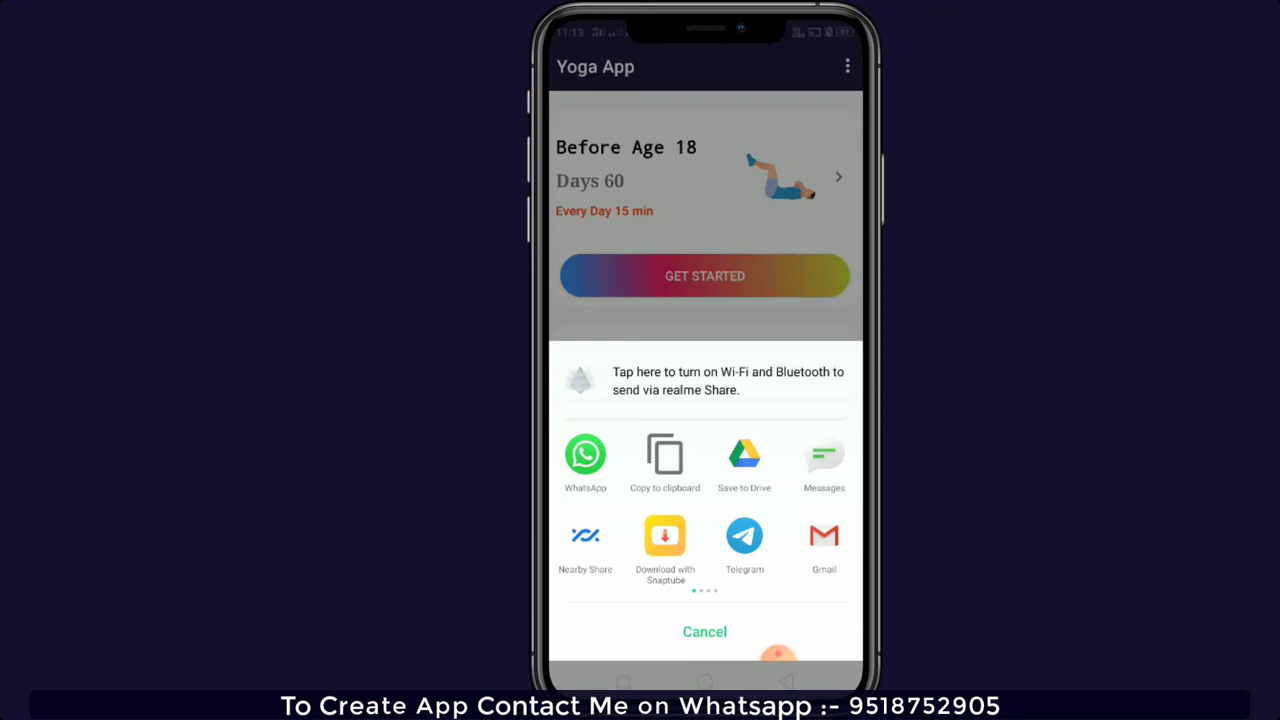 11:13
Yoga App
Before Age 18
Days 60
Every Day 15 min
GET STARTED
Tap here to turn on Wi-Fi and Bluetooth to
send via realme Share.
WhatsApp
Copy to clipboard
Save to Drive
Messages
Nearby Share
Download with
Snaptube
Telegram
Gmail
Cancel
To Create App Contact Me on Whatsapp :- 9518752905